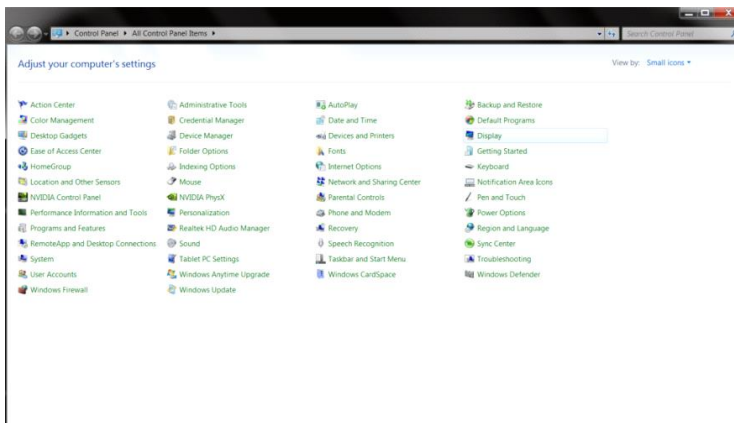 Control Panel ▸ All Control Panel Items ▸
Search Control Panel
Adjust your computer's settings
View by: Small icons
Action Center Administrative Tools AutoPlay Backup and Restore
Color Management Credential Manager Date and Time Default Programs
Desktop Gadgets Device Manager Devices and Printers Display
Ease of Access Center Folder Options Fonts Getting Started
HomeGroup Indexing Options Internet Options Keyboard
Location and Other Sensors Mouse Network and Sharing Center Notification Area Icons
NVIDIA Control Panel NVIDIA PhysX Parental Controls Pen and Touch
Performance Information and Tools Personalization Phone and Modem Power Options
Programs and Features Realtek HD Audio Manager Recovery Region and Language
RemoteApp and Desktop Connections Sound Speech Recognition Sync Center
System Tablet PC Settings Taskbar and Start Menu Troubleshooting
User Accounts Windows Anytime Upgrade Windows CardSpace Windows Defender
Windows Firewall Windows Update